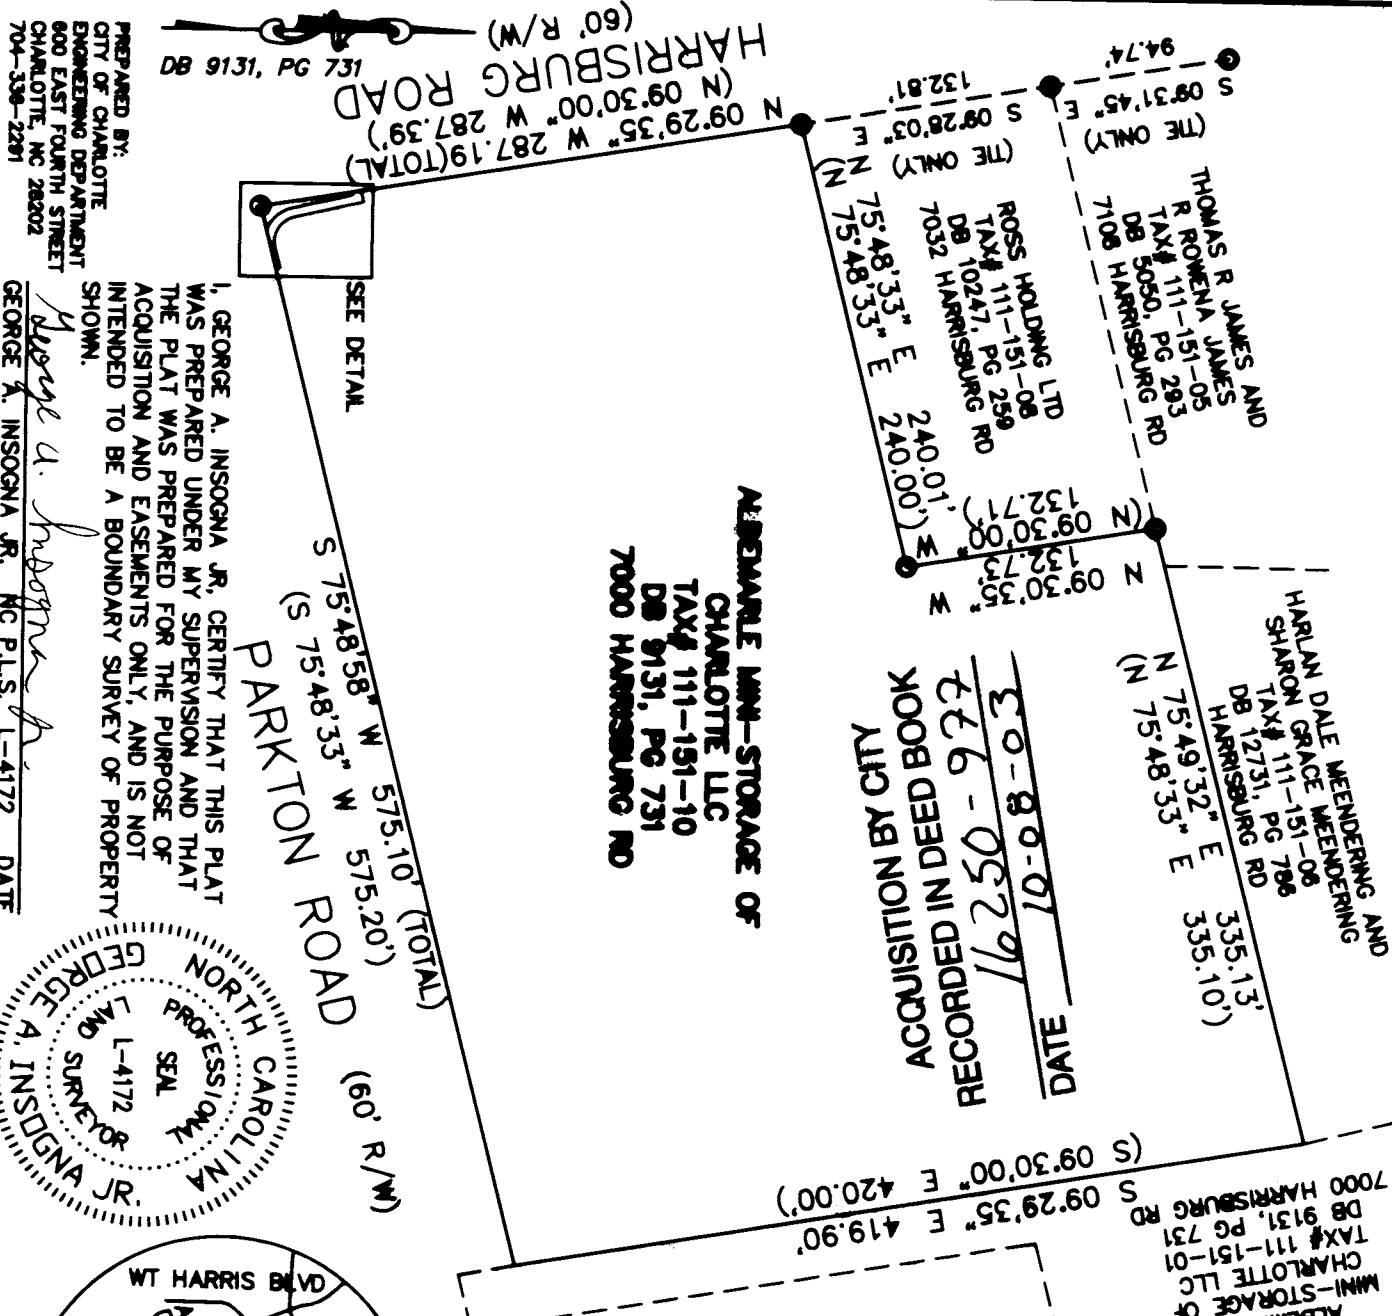 PREPARED BY:
CITY OF CHARLOTTE
ENGINEERING DEPARTMENT
600 EAST FOURTH STREET
CHARLOTTE, NC 28202
704-336-2291
DB 9131, PG 731
HARRISBURG ROAD
(60' R/W)
N 09°29'35" W 287.19'(TOTAL)
(N 09°30'00" W 287.39')
S 09°28'03" E
132.81'
(TIE ONLY)
S 09°31'45" E
94.74'
(TIE ONLY)
THOMAS R JAMES AND
R ROWENA JAMES
TAX# 111-151-05
DB 5050, PG 293
7108 HARRISBURG RD
ROSS HOLDING LTD
TAX# 111-151-08
DB 10247, PG 259
7032 HARRISBURG RD
N 75°48'33" E 240.01'
(N 75°48'33" E 240.00')
N 09°30'35" W
132.73'
(N 09°30'00" W
132.71')
HARLAN DALE MEENDERING AND
SHARON GRACE MEENDERING
TAX# 111-151-06
DB 12731, PG 786
HARRISBURG RD
N 75°49'32" E 335.13'
(N 75°48'33" E 335.10')
ALBEMARLE MINI-STORAGE OF
CHARLOTTE LLC
TAX# 111-151-10
DB 9131, PG 731
7000 HARRISBURG RD
ACQUISITION BY CITY
RECORDED IN DEED BOOK
16250-977
DATE 10-08-03
SEE DETAIL
S 75°48'58" W 575.10' (TOTAL)
(S 75°48'33" W 575.20')
PARKTON ROAD (60' R/W)
I, GEORGE A. INSOGNA JR, CERTIFY THAT THIS PLAT
WAS PREPARED UNDER MY SUPERVISION AND THAT
THE PLAT WAS PREPARED FOR THE PURPOSE OF
ACQUISITION AND EASEMENTS ONLY, AND IS NOT
INTENDED TO BE A BOUNDARY SURVEY OF PROPERTY
SHOWN.
George A. Insogna Jr.
GEORGE A. INSOGNA JR. NC P.L.S. L-4172 DATE
NORTH CAROLINA
PROFESSIONAL
SEAL
L-4172
LAND SURVEYOR
GEORGE A. INSOGNA JR.
S 09°29'35" E 419.90'
(S 09°30'00" E 420.00')
MINI-STORAGE OF
CHARLOTTE LLC
TAX# 111-151-01
DB 9131, PG 731
7000 HARRISBURG RD
WT HARRIS BLVD